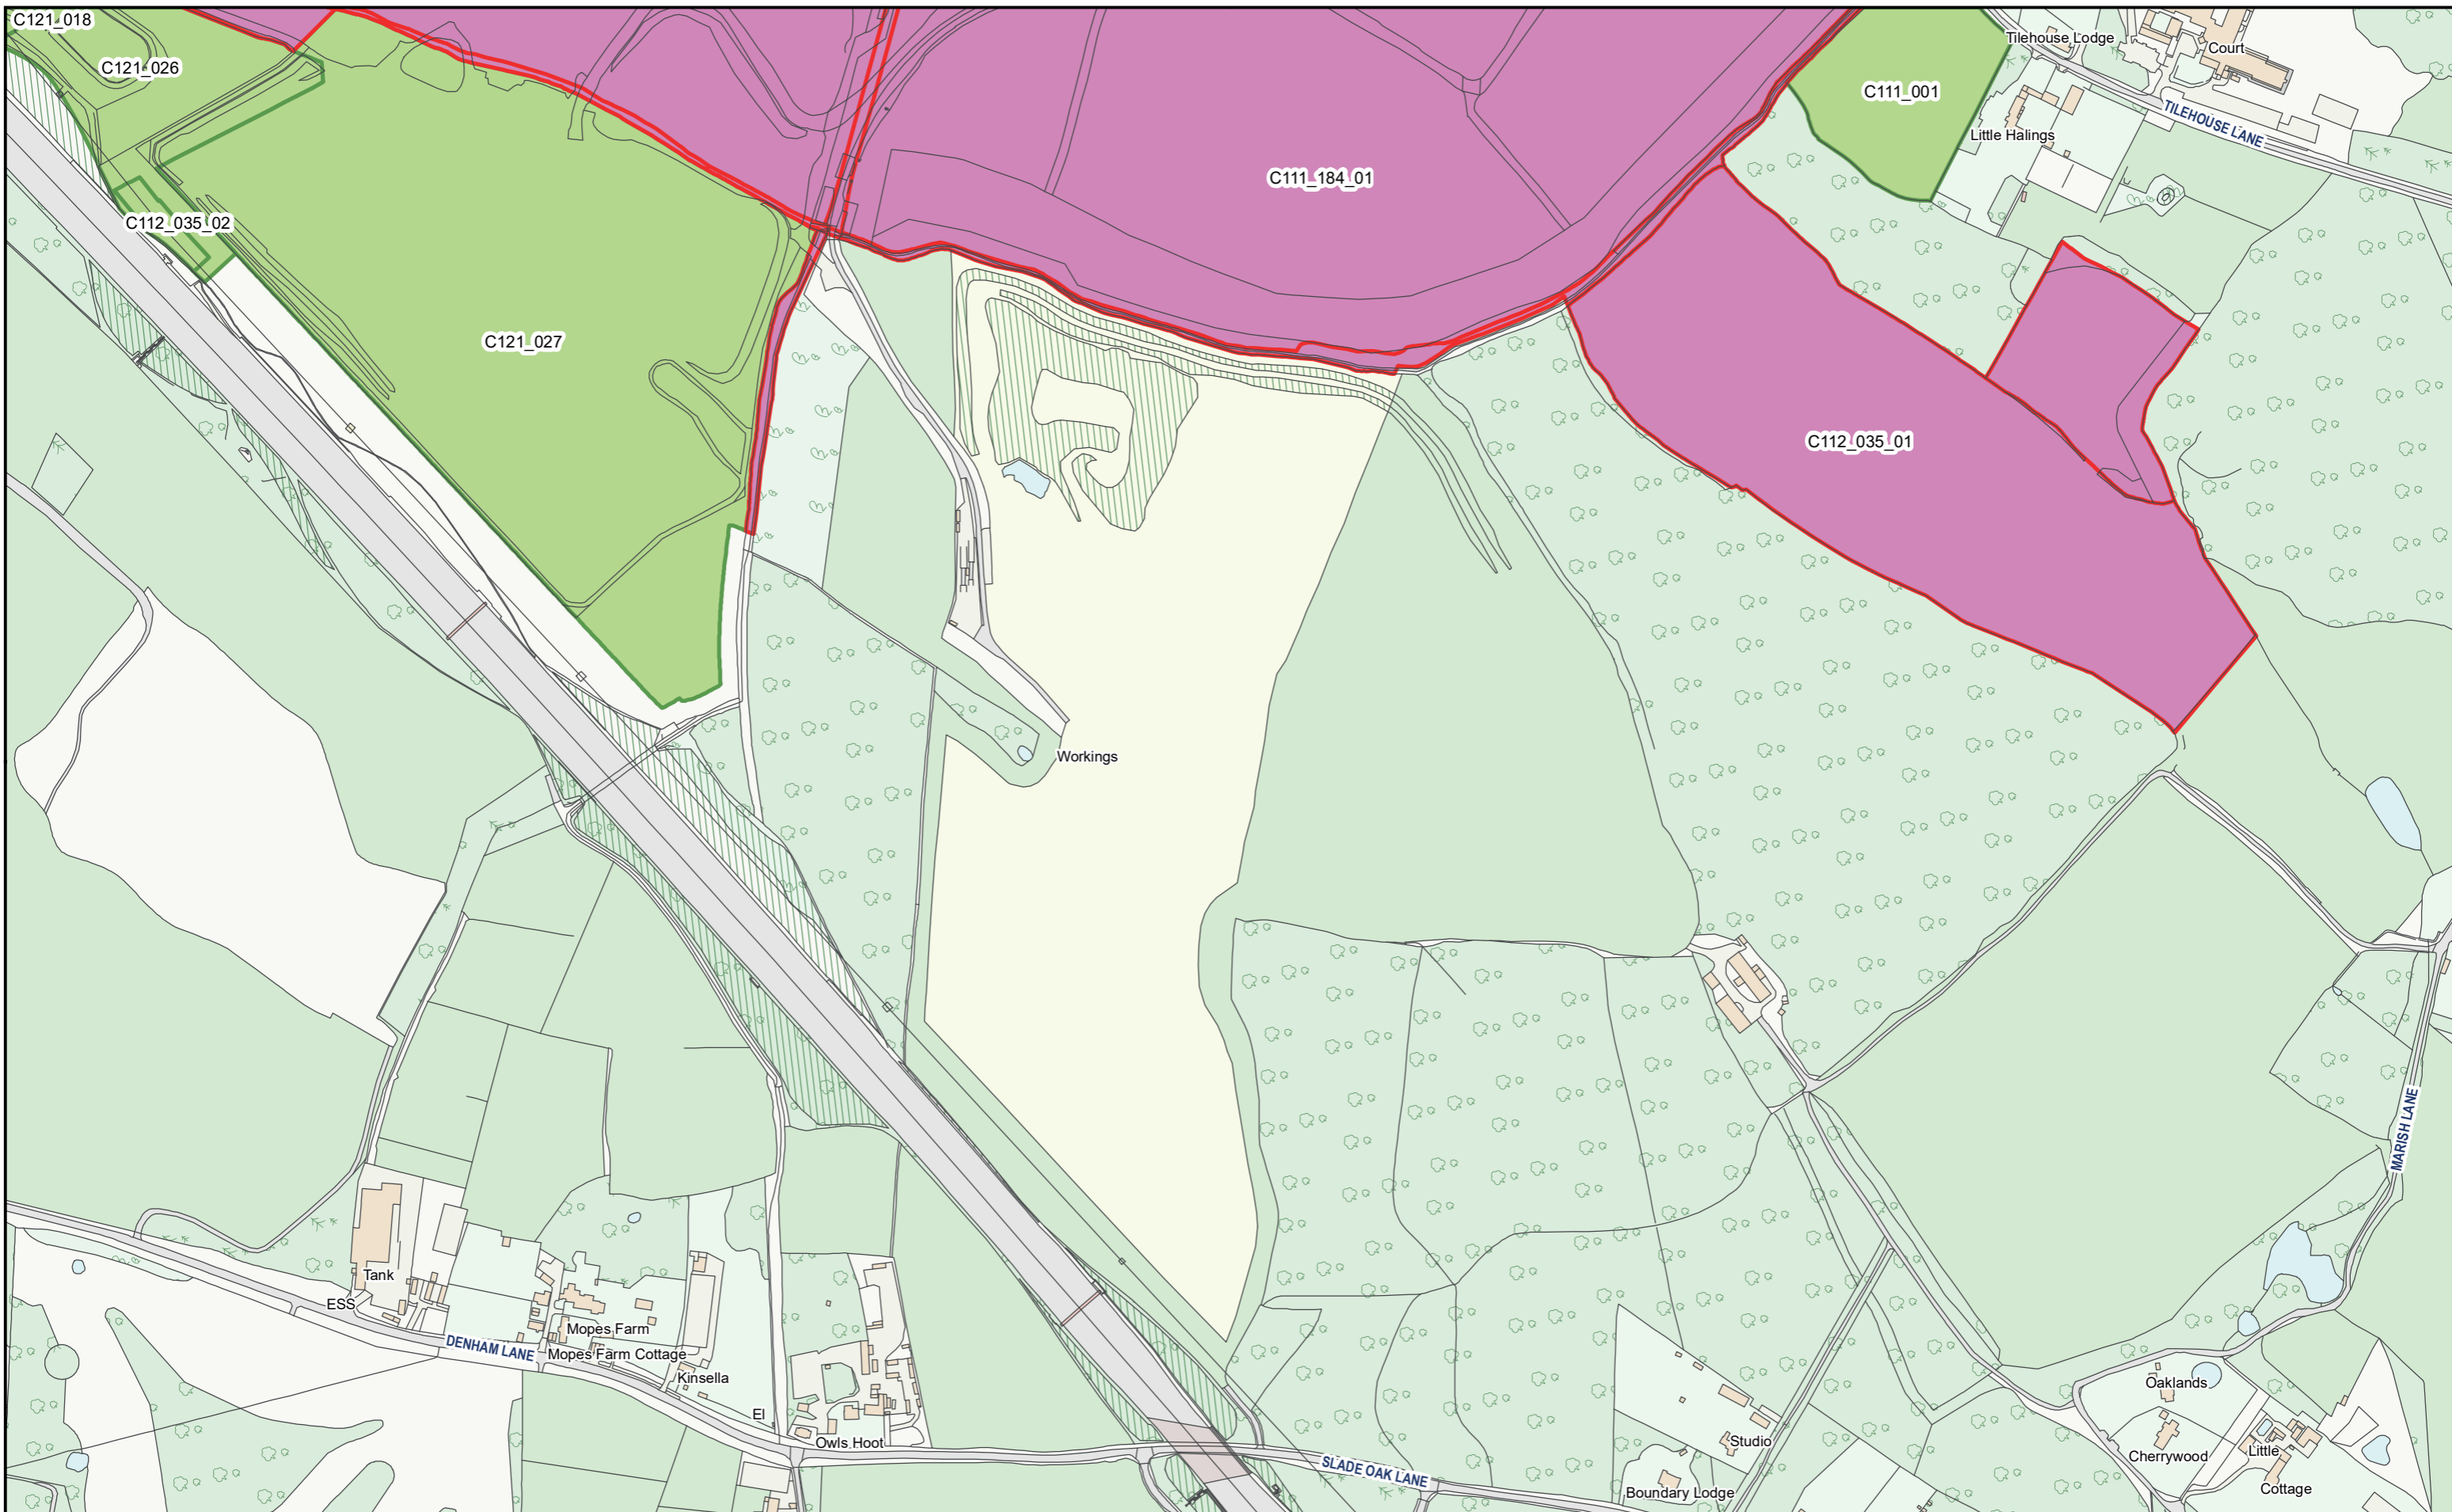 C121_018
Tilehouse Lodge
Court
C121_026
C111_001
TILEHOUSE LANE
Little Halings
C111_184_01
C112_035_02
C121_027
C112_035_01
Workings
MARISH LANE
Tank
ESS
Mopes Farm
DENHAM LANE
Mopes Farm Cottage
Kinsella
Oaklands
El
Owls Hoot
Studio
Little
Cherrywood
SLADE OAK LANE
Cottage
Boundary Lodge